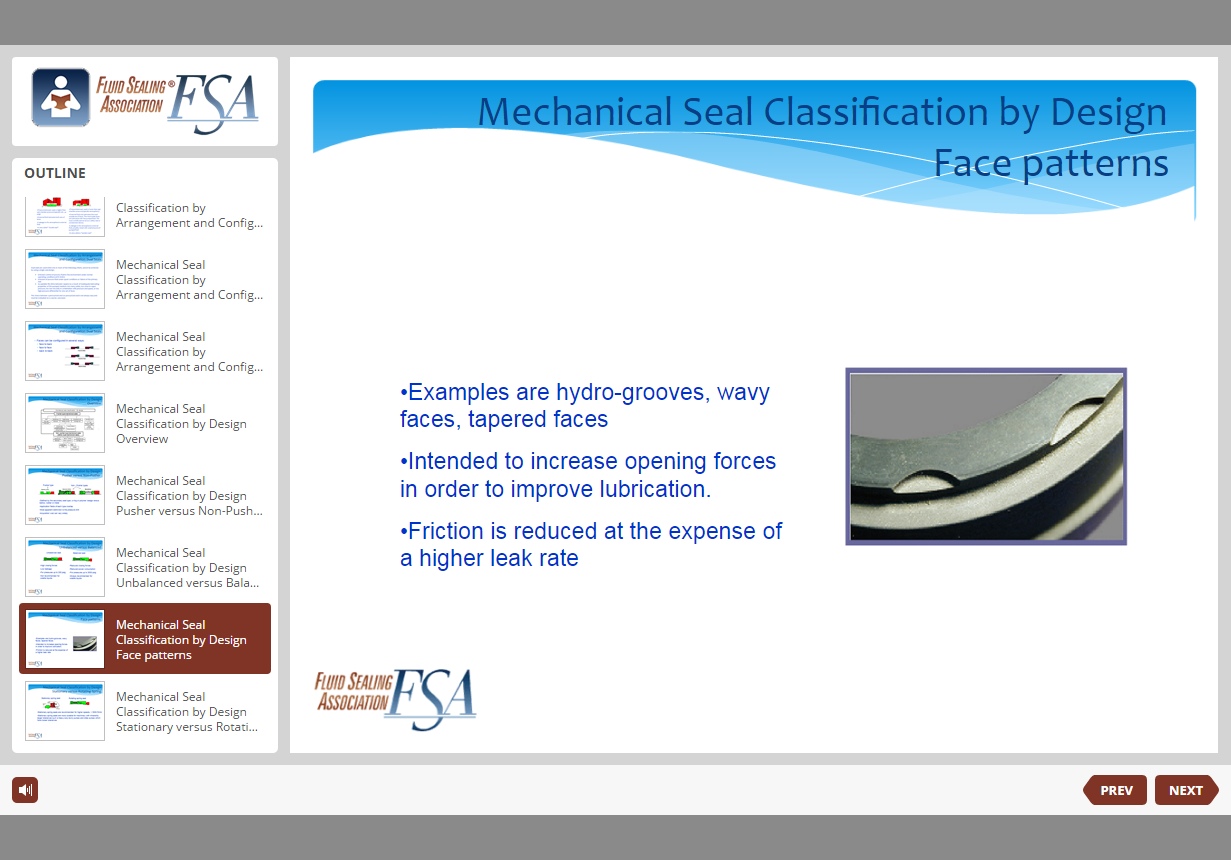 FLUID SEALING®
ASSOCIATION FSA
OUTLINE
Classification by
Arrangement and Config...
Mechanical Seal
Classification by
Arrangement and Config...
Mechanical Seal
Classification by
Arrangement and Config...
Mechanical Seal
Classification by Design
Overview
Mechanical Seal
Classification by Design
Pusher versus Non-Push...
Mechanical Seal
Classification by Design
Unbalanced versus Bala...
Mechanical Seal
Classification by Design
Face patterns
Mechanical Seal
Classification by Design
Stationary versus Rotati...
Mechanical Seal Classification by Design
Face patterns
•Examples are hydro-grooves, wavy
faces, tapered faces
•Intended to increase opening forces
in order to improve lubrication.
•Friction is reduced at the expense of
a higher leak rate
FLUID SEALING
ASSOCIATION FSA
PREV
NEXT